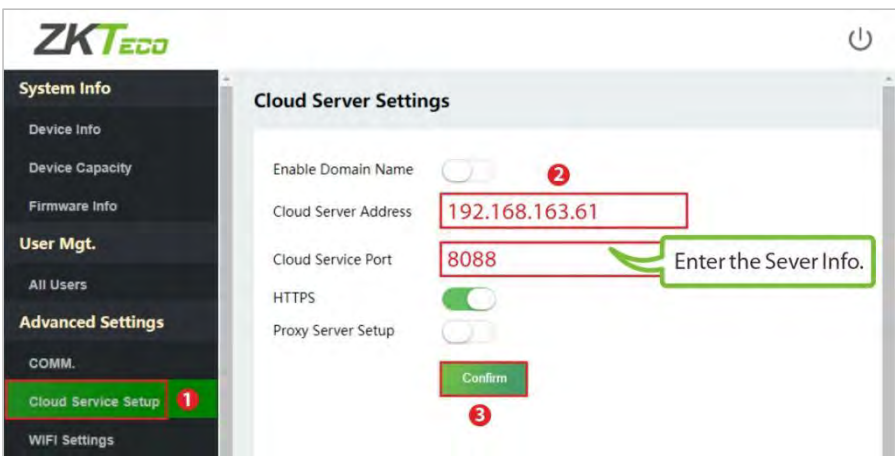 ZKTeco
System Info
Device Info
Device Capacity
Firmware Info
User Mgt.
All Users
Advanced Settings
COMM.
Cloud Service Setup 1
WIFI Settings
Cloud Server Settings
Enable Domain Name
2
Cloud Server Address 192.168.163.61
Cloud Service Port 8088
Enter the Sever Info.
HTTPS
Proxy Server Setup
Confirm
3